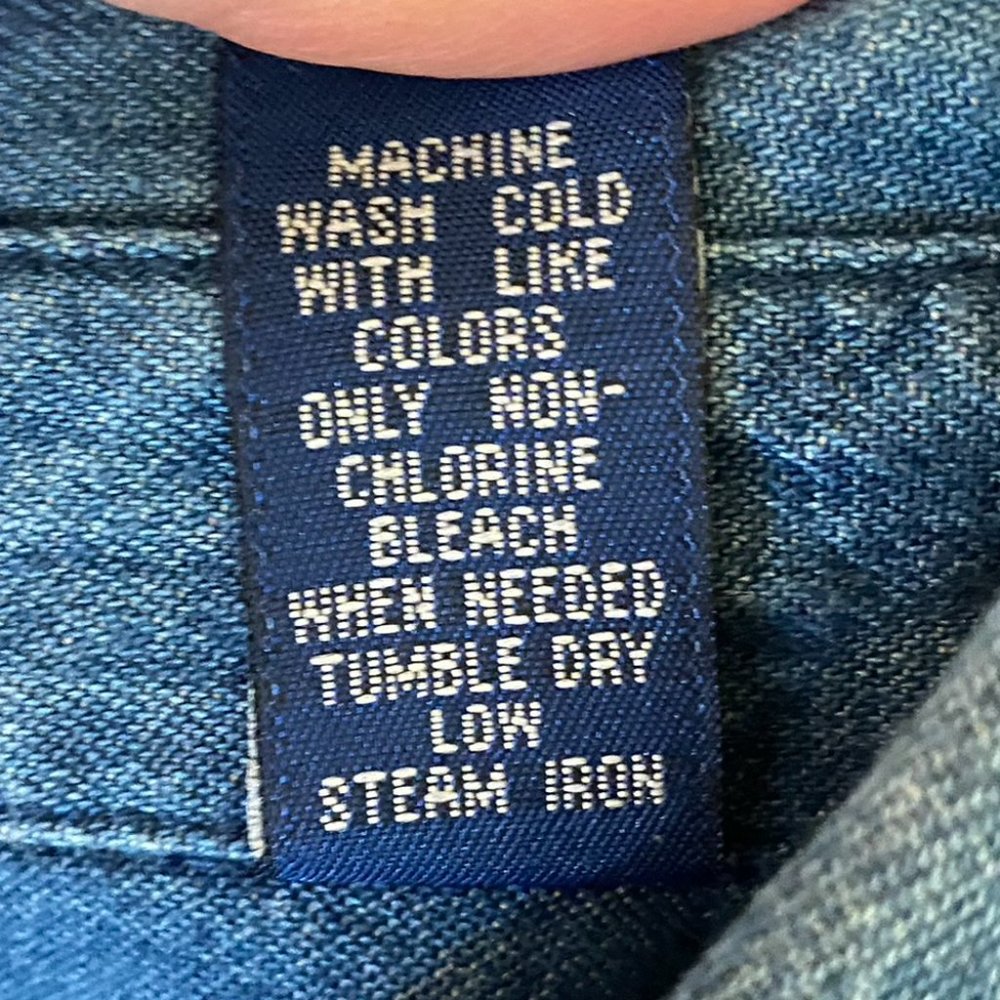 MACHINE
WASH COLD
WITH LIKE
COLORS
ONLY NON-
CHLORINE
BLEACH
WHEN NEEDED
TUMBLE DRY
LOW
STEAM IRON